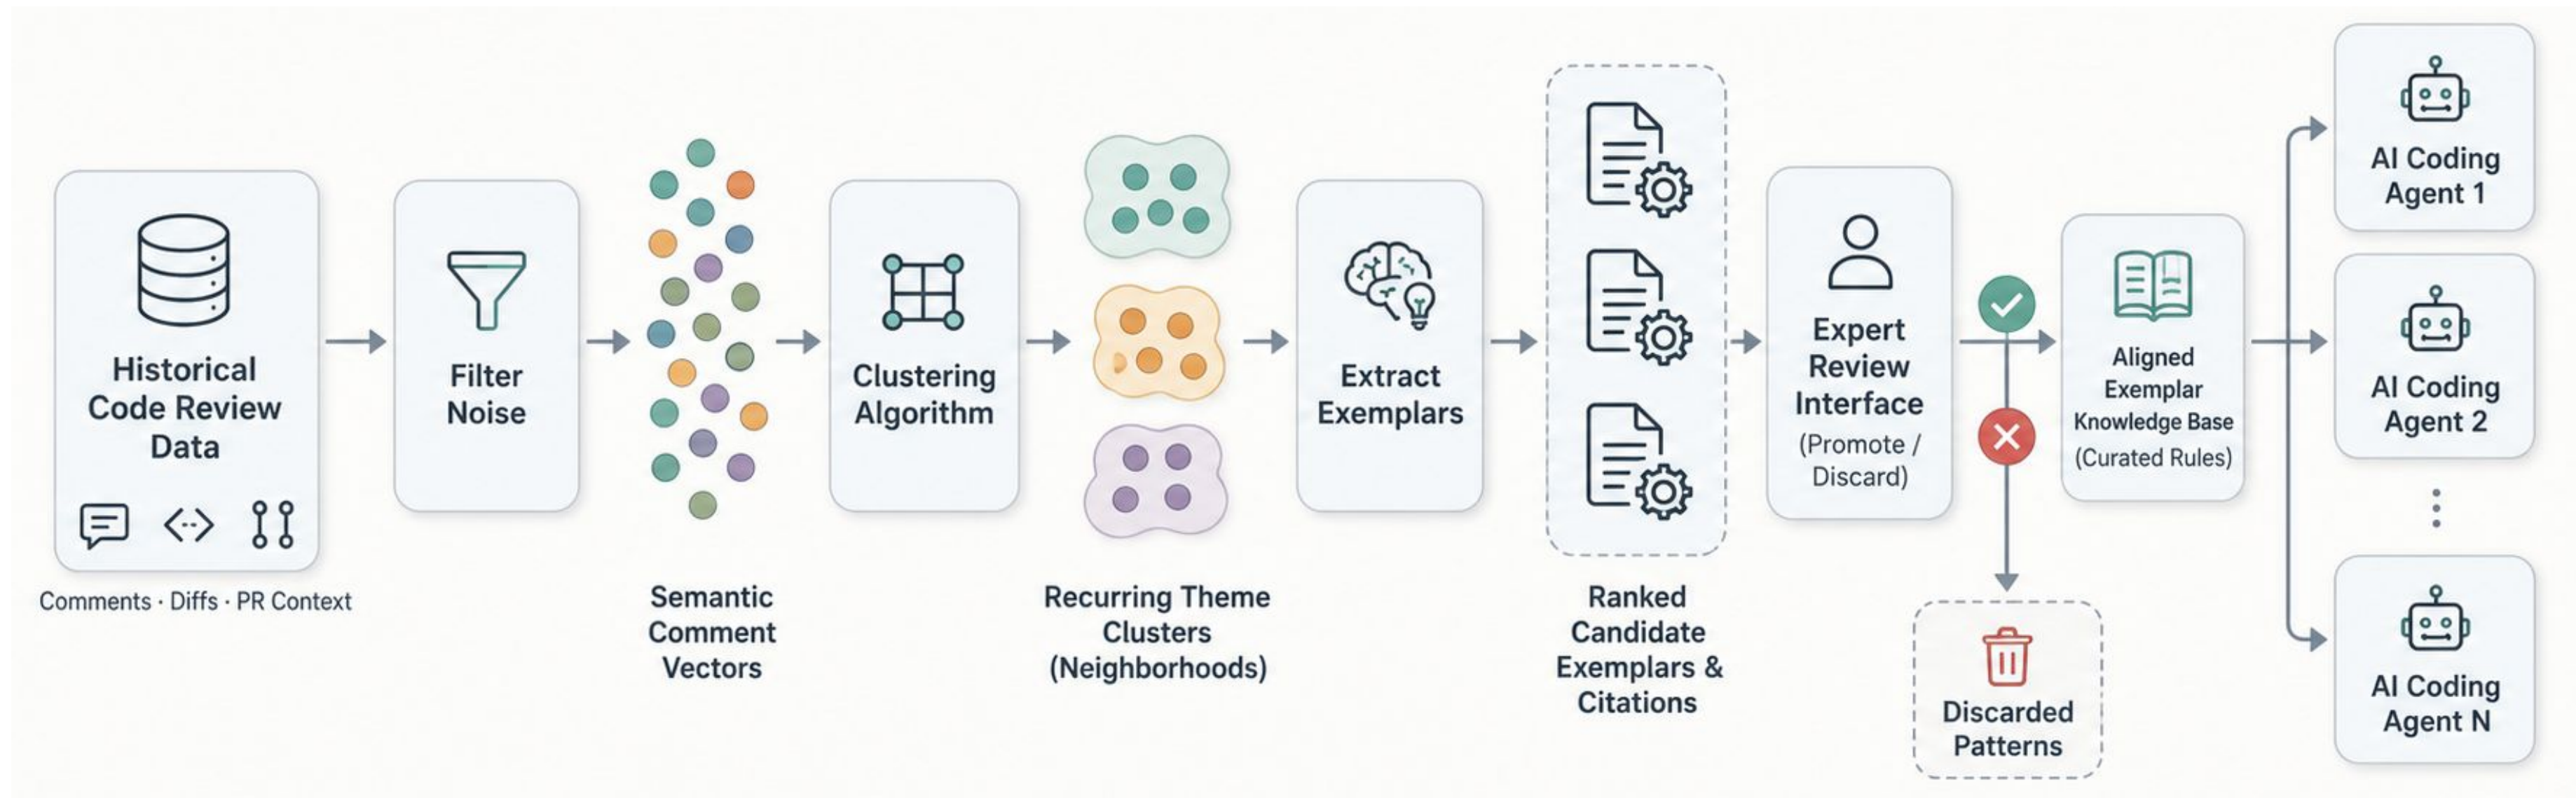 Historical
Code Review
Data
Comments · Diffs · PR Context
Filter
Noise
Semantic
Comment
Vectors
Clustering
Algorithm
Recurring Theme
Clusters
(Neighborhoods)
Extract
Exemplars
Ranked
Candidate
Exemplars &
Citations
Expert
Review
Interface
(Promote /
Discard)
Discarded
Patterns
Aligned
Exemplar
Knowledge Base
(Curated Rules)
AI Coding
Agent 1
AI Coding
Agent 2
AI Coding
Agent N